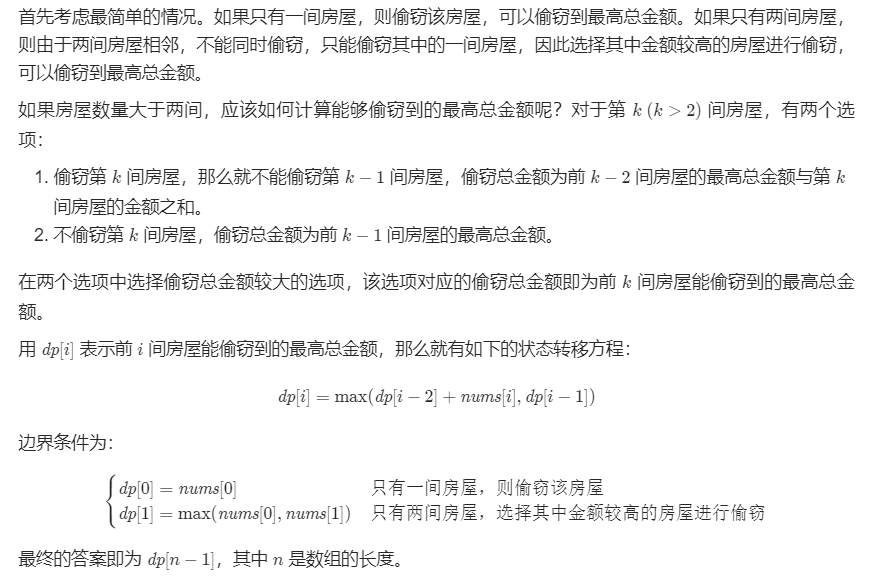 首先考虑最简单的情况。如果只有一间房屋，则偷窃该房屋，可以偷窃到最高总金额。如果只有两间房屋，
则由于两间房屋相邻，不能同时偷窃，只能偷窃其中的一间房屋，因此选择其中金额较高的房屋进行偷窃，
可以偷窃到最高总金额。
如果房屋数量大于两间，应该如何计算能够偷窃到的最高总金额呢？对于第 k (k > 2) 间房屋，有两个选
项：
1. 偷窃第 k 间房屋，那么就不能偷窃第 k − 1 间房屋，偷窃总金额为前 k − 2 间房屋的最高总金额与第 k
间房屋的金额之和。
2. 不偷窃第 k 间房屋，偷窃总金额为前 k − 1 间房屋的最高总金额。
在两个选项中选择偷窃总金额较大的选项，该选项对应的偷窃总金额即为前 k 间房屋能偷窃到的最高总金
额。
用 dp[i] 表示前 i 间房屋能偷窃到的最高总金额，那么就有如下的状态转移方程：
dp[i] = max(dp[i − 2] + nums[i], dp[i − 1])
边界条件为：
dp[0] = nums[0] 只有一间房屋，则偷窃该房屋
dp[1] = max(nums[0], nums[1]) 只有两间房屋，选择其中金额较高的房屋进行偷窃
最终的答案即为 dp[n − 1]，其中 n 是数组的长度。